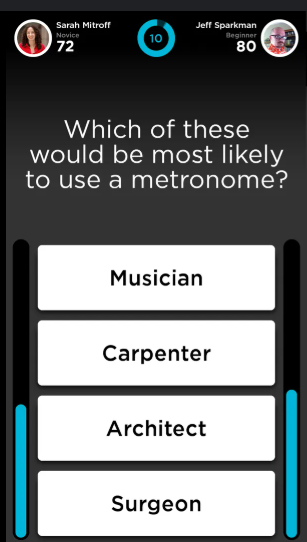 Sarah Mitroff
Novice
72
10
Jeff Sparkman
Beginner
80
Which of these
would be most likely
to use a metronome?
Musician
Carpenter
Architect
Surgeon